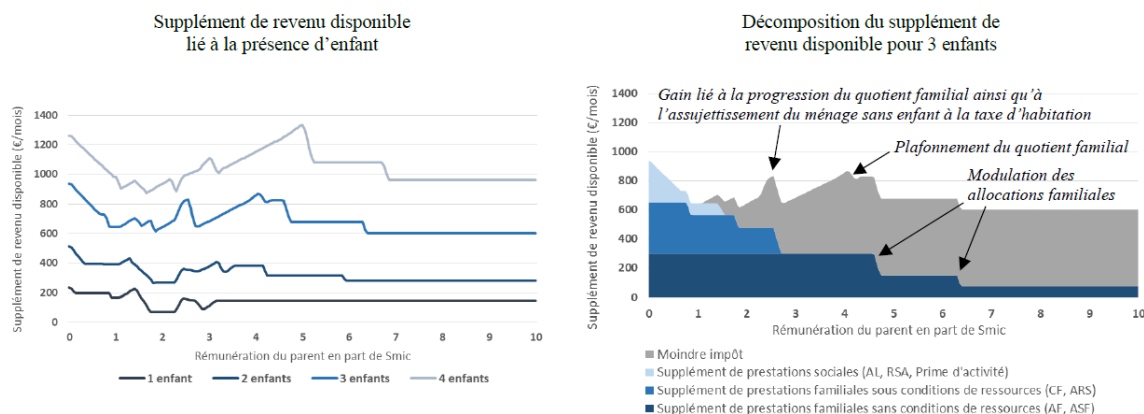 Supplément de revenu disponible
lié à la présence d’enfant
Supplément de revenu disponible (€/mois)
1400
1200
1000
800
600
400
200
0
0 1 2 3 4 5 6 7 8 9 10
Rémunération du parent en part de Smic
1 enfant 2 enfants 3 enfants 4 enfants
Décomposition du supplément de
revenu disponible pour 3 enfants
Supplément de revenu disponible (€/mois)
1400
1200
1000
800
600
400
200
0
Gain lié à la progression du quotient familial ainsi qu’à
l’assujettissement du ménage sans enfant à la taxe d’habitation
Plafonnement du quotient familial
Modulation des
allocations familiales
0 1 2 3 4 5 6 7 8 9 10
Rémunération du parent en part de Smic
Moindre impôt
Supplément de prestations sociales (AL, RSA, Prime d'activité)
Supplément de prestations familiales sous conditions de ressources (CF, ARS)
Supplément de prestations familiales sans conditions de ressources (AF, ASF)